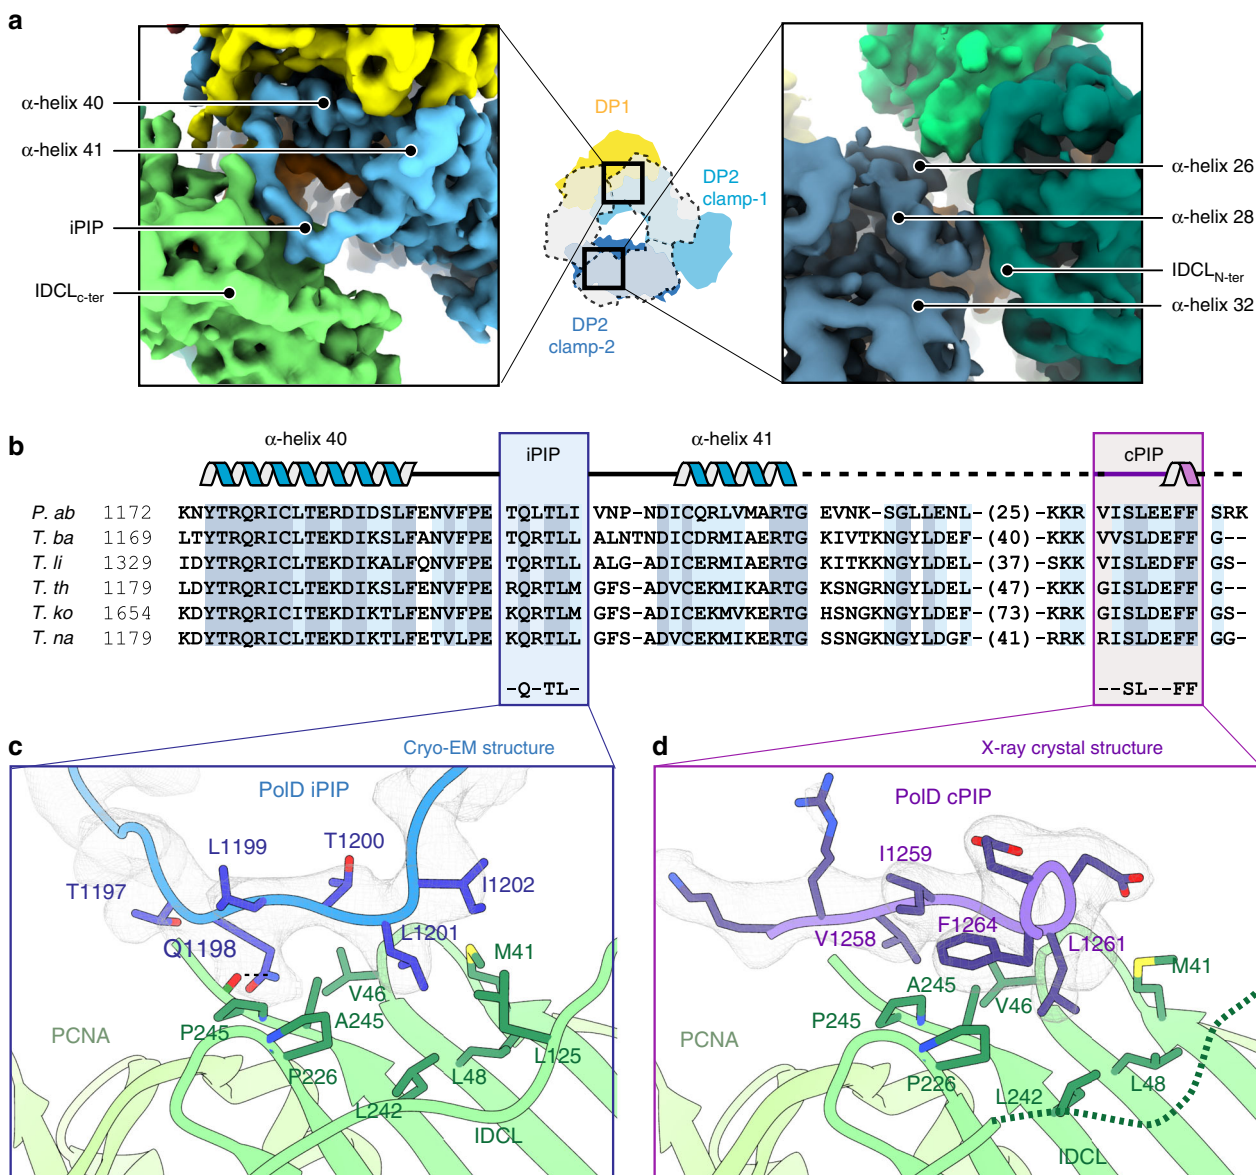 a
α-helix 40
α-helix 41
iPIP
IDCLc-ter
DP1
DP2
clamp-1
DP2
clamp-2
α-helix 26
α-helix 28
IDCLN-ter
α-helix 32
b
α-helix 40
iPIP
α-helix 41
cPIP
P. ab 1172 KNYTRQRICLTERDIDSLFENVFPE TQLTLI VNP-NDICQRLVMARTG EVNK-SGLLENL-(25)-KKR VISLEEFF SRK
T. ba 1169 LTYTRQRICLTEKDIKSLFANVFPE TQRTLL ALNTNDICDRMIAERTG KIVTKNGYLDEF-(40)-KKK VVSLDEFF G--
T. li 1329 IDYTRQRICLTEKDIKALFQNVFPE TQRTLL ALG-ADICERMIAERTG KITKKNGYLDEL-(37)-SKK VISLEDFF GS-
T. th 1179 LDYTRQRICLTEKDIKSLFENVFPE TQRTLM GFS-ADVCEKMIAKRTG KSNGRNGYLDEL-(47)-KKK GISLDEFF G--
T. ko 1654 KDYTRQRICLTEKDIKTLFENVFPE KQRTLM GFS-ADICEKMVKERTG HSNGKNGYLDEF-(73)-KRK GISLDEFF G--
T. na 1179 KDYTRQRICLTEKDIKTLFETVLPE KQRTLL GFS-ADVCEKMIKERTG SSNGKNGYLDGF-(41)-RRK RISLDEFF GG-
-Q-TL- --SL--FF
c
Cryo-EM structure
PolD iPIP
L1199
T1200
T1197
I1202
Q1198
L1201
M41
V46
P245
A245
PCNA
L125
P226
L48
L242
IDCL
d
X-ray crystal structure
PolD cPIP
I1259
V1258
F1264
L1261
M41
A245
V46
P245
PCNA
P226
L48
L242
IDCL